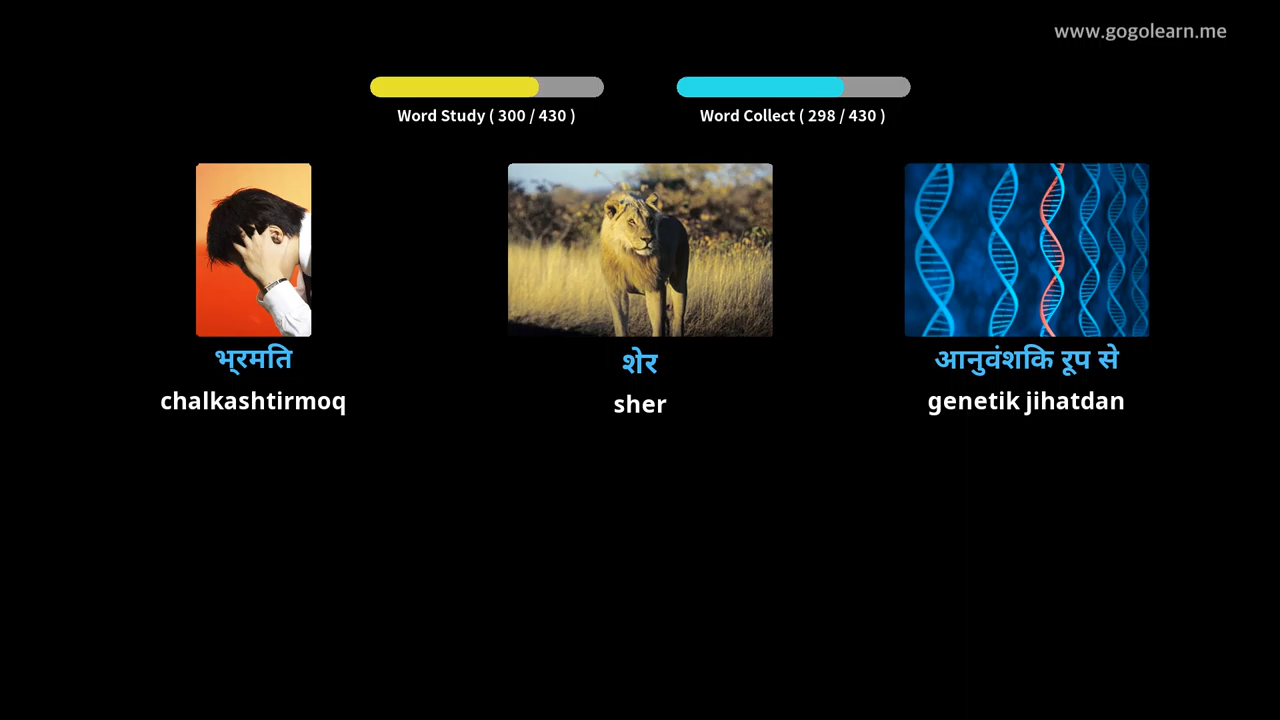 www.gogolearn.me
Word Study ( 300 / 430 )
Word Collect ( 298 / 430 )
भ्रमति
शेर
आनुवंशकि रूप से
chalkashtirmoq
sher
genetik jihatdan